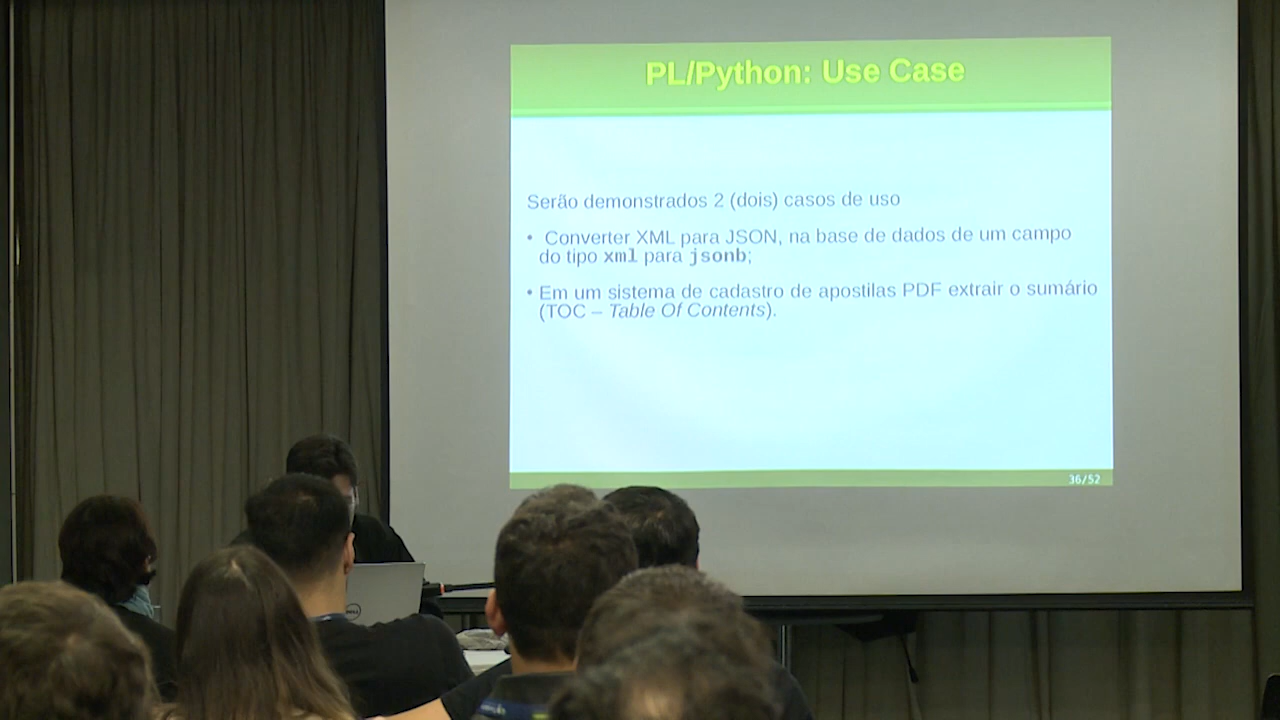 PL/Python: Use Case
Serão demonstrados 2 (dois) casos de uso
• Converter XML para JSON, na base de dados de um campo
do tipo xml para jsonb;
• Em um sistema de cadastro de apostilas PDF extrair o sumário
(TOC – Table Of Contents).
36/52
DELL